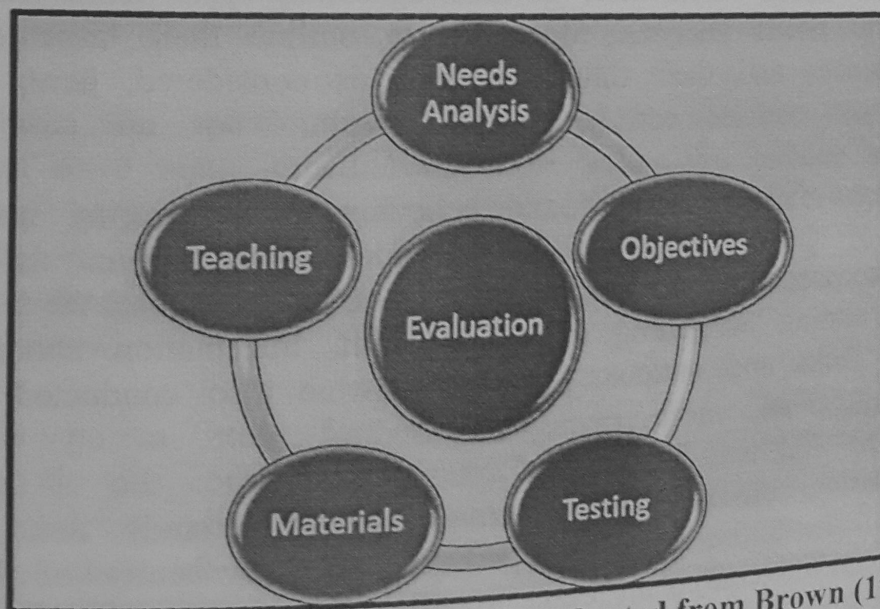 Needs
Analysis
Teaching
Objectives
Evaluation
Materials
Testing
from Brown (1